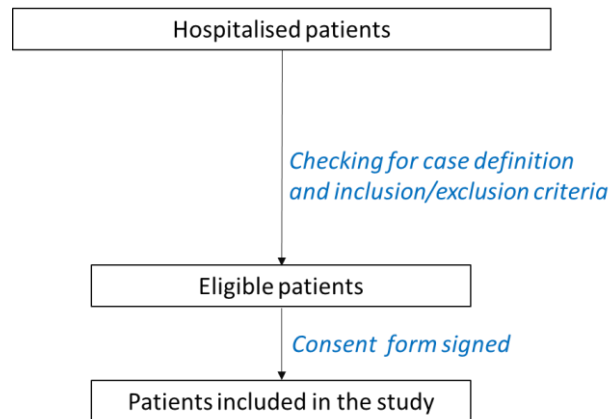 Hospitalised patients
Checking for case definition
and inclusion/exclusion criteria
Eligible patients
Consent form signed
Patients included in the study